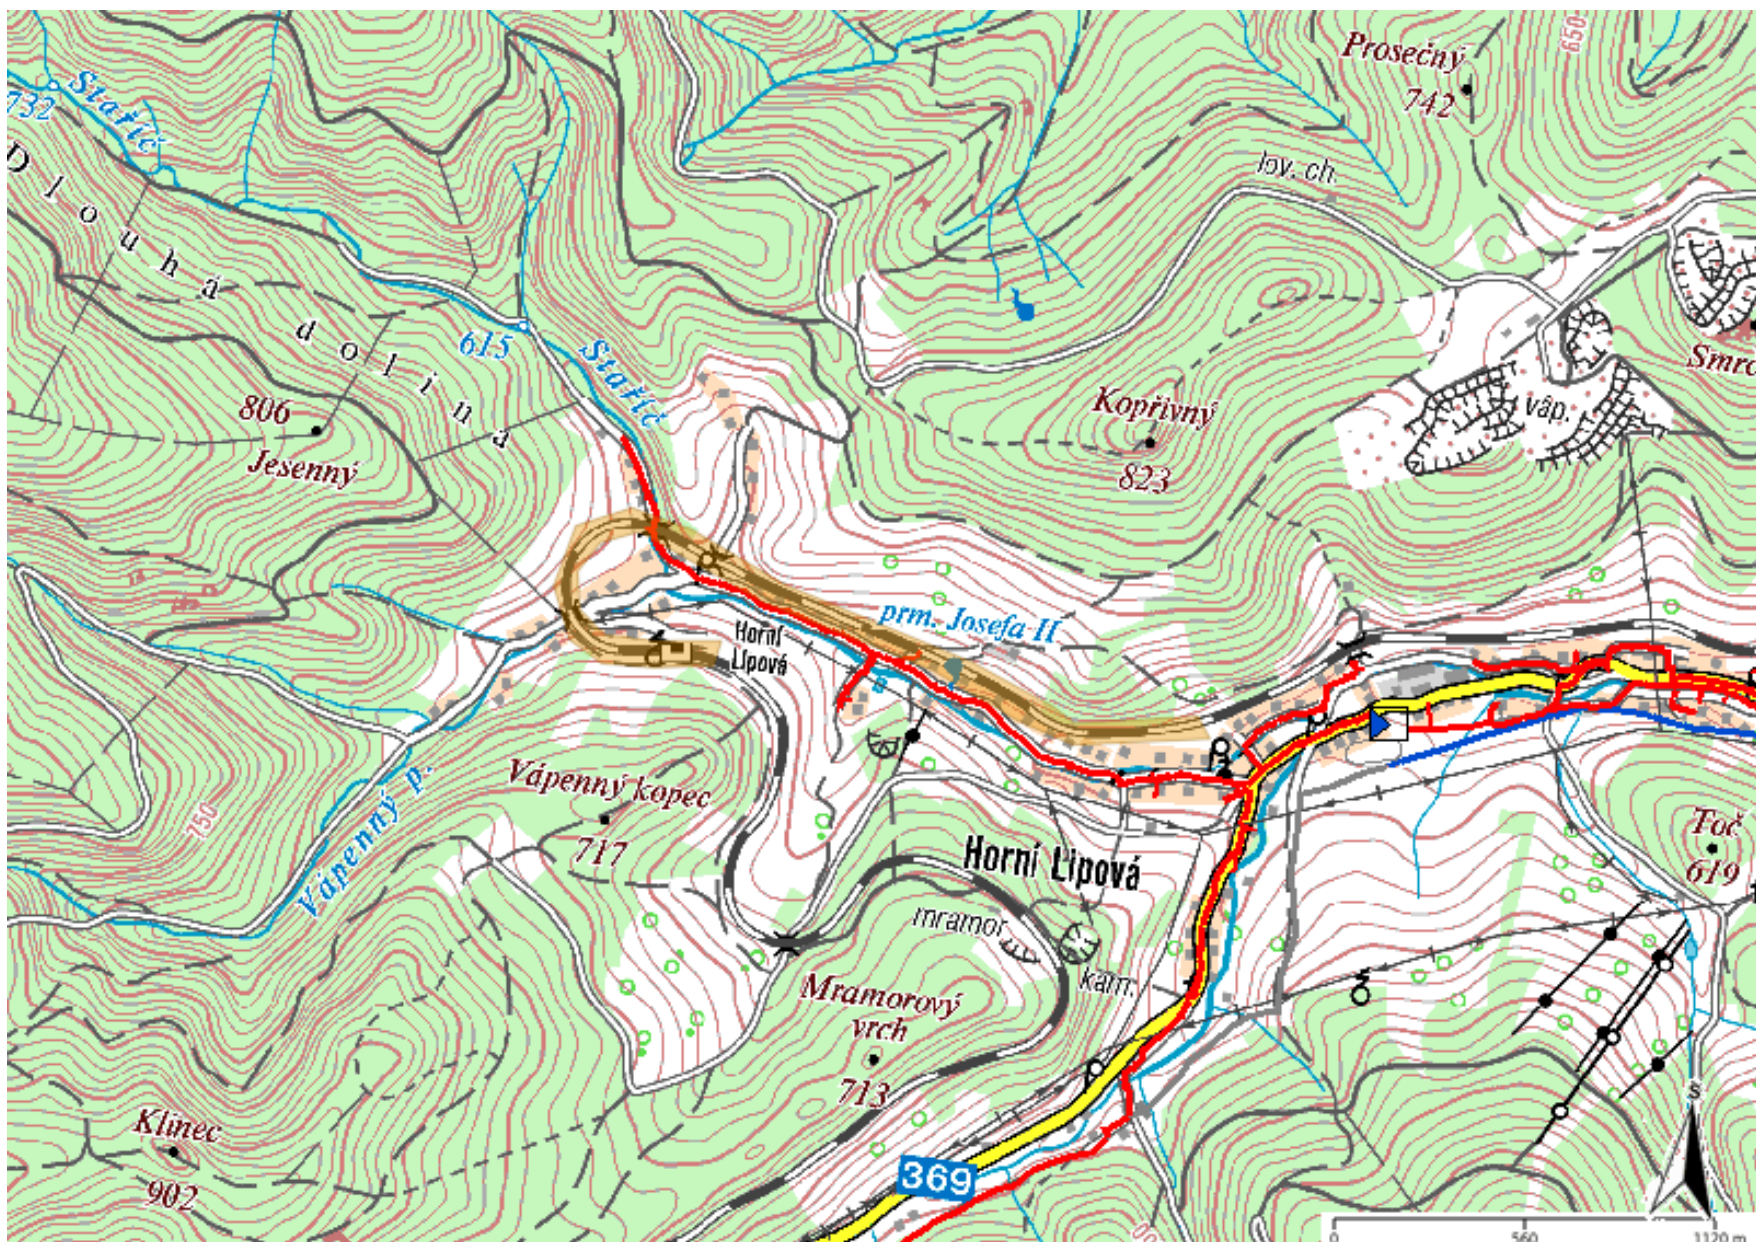 Prosečný
742
650
Stařič
732
lov. ch.
Dlouhá
dolina
615
Stařič
Smrč
806
Jesenný
Kopřivný
823
váp.
prm. Josefa II
Horní
Lipová
Vápenný kopec
717
750
Vápenný p.
Horní Lipová
Toč
619
mramor
kam.
Mramorový
vrch
713
Klínec
902
369
S
0 560 1120 m